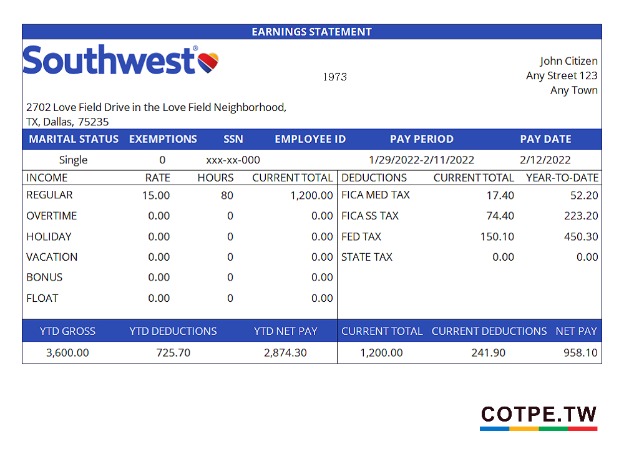 EARNINGS STATEMENT
Southwest®
1973
John Citizen
Any Street 123
Any Town
2702 Love Field Drive in the Love Field Neighborhood,
TX, Dallas, 75235
MARITAL STATUS EXEMPTIONS SSN EMPLOYEE ID PAY PERIOD PAY DATE
Single 0 xxx-xx-000 1/29/2022-2/11/2022 2/12/2022
INCOME RATE HOURS CURRENT TOTAL DEDUCTIONS CURRENT TOTAL YEAR-TO-DATE
REGULAR 15.00 80 1,200.00 FICA MED TAX 17.40 52.20
OVERTIME 0.00 0 0.00 FICA SS TAX 74.40 223.20
HOLIDAY 0.00 0 0.00 FED TAX 150.10 450.30
VACATION 0.00 0 0.00 STATE TAX 0.00 0.00
BONUS 0.00 0 0.00
FLOAT 0.00 0 0.00
YTD GROSS YTD DEDUCTIONS YTD NET PAY CURRENT TOTAL CURRENT DEDUCTIONS NET PAY
3,600.00 725.70 2,874.30 1,200.00 241.90 958.10
COTPE.TW